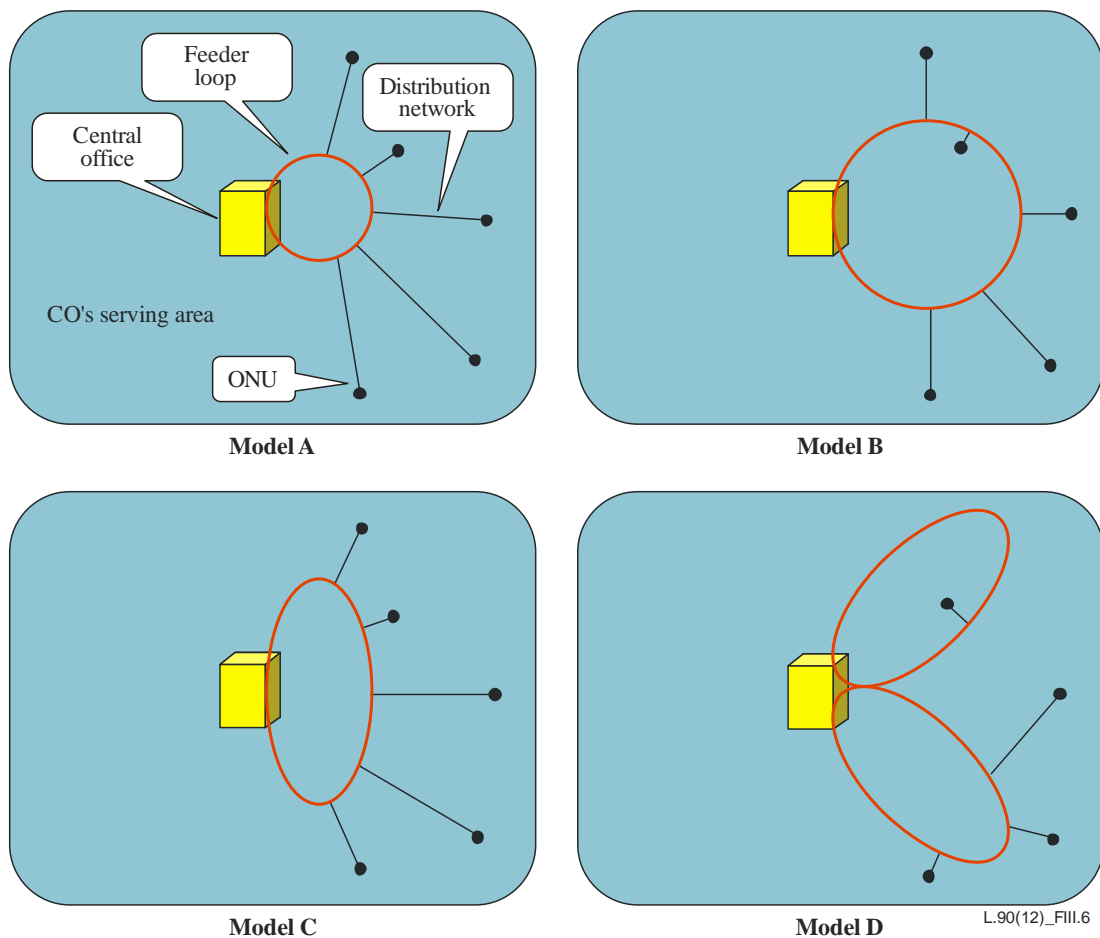 Feeder
loop
Distribution
network
Central
office
CO's serving area
ONU
Model A
Model B
Model C
Model D
L.90(12)_FIII.6